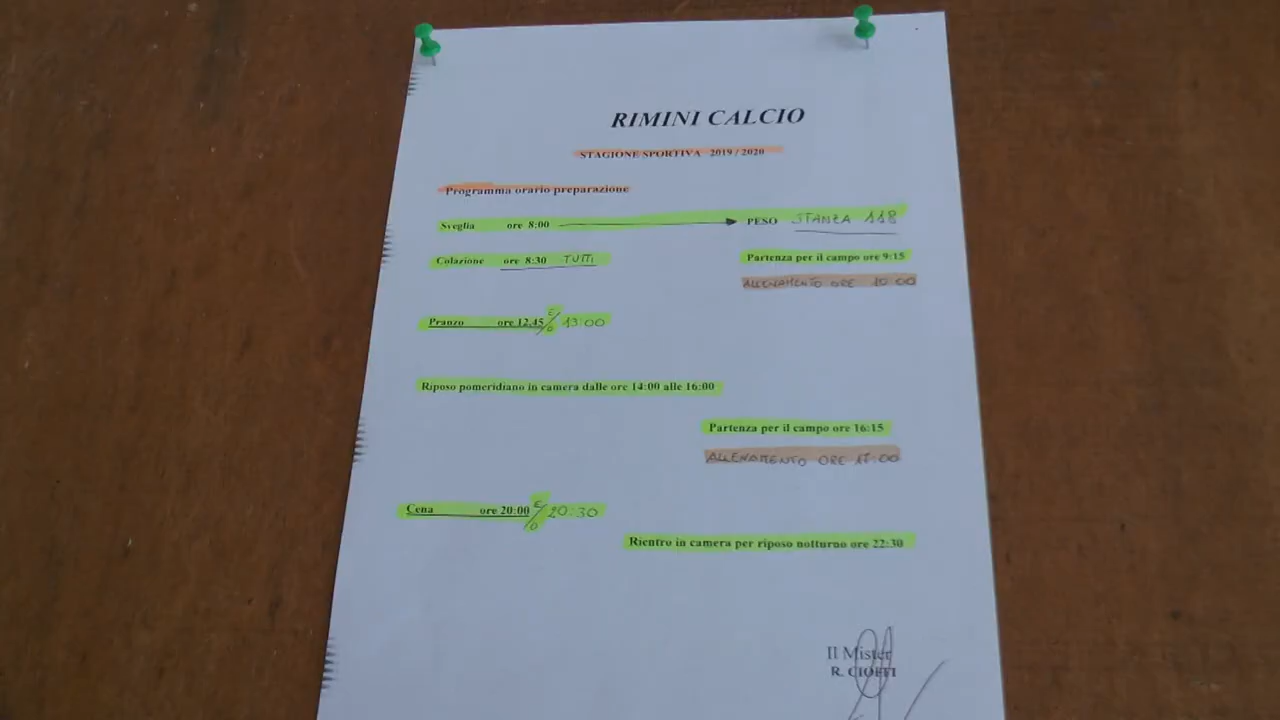 RIMINI CALCIO
STAGIONE SPORTIVA 2019 / 2020
Programma orario preparazione
Sveglia ore 8:00 PESO STANZA 118
Colazione ore 8:30 TUTTI Partenza per il campo ore 9:15
ALLENAMENTO ORE 10:00
Pranzo ore 12,45 E/O 13:00
Riposo pomeridiano in camera dalle ore 14:00 alle 16:00
Partenza per il campo ore 16:15
ALLENAMENTO ORE 17:00
Cena ore 20:00 E/O 20:30
Rientro in camera per riposo notturno ore 22:30
Il Mister
R. CIOFFI